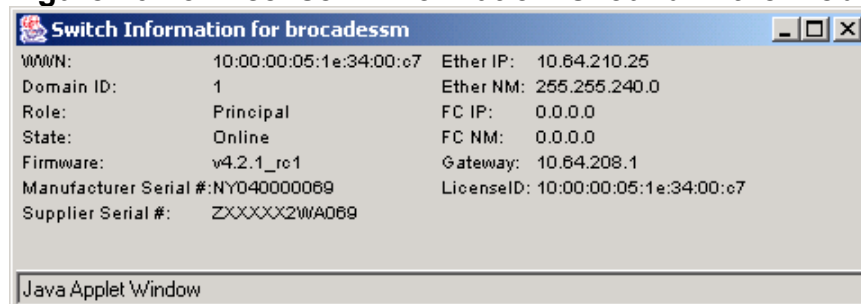 Switch Information for brocadessm
WWN: 10:00:00:05:1e:34:00:c7 Ether IP: 10.64.210.25
Domain ID: 1 Ether NM: 255.255.240.0
Role: Principal FC IP: 0.0.0.0
State: Online FC NM: 0.0.0.0
Firmware: v4.2.1_rc1 Gateway: 10.64.208.1
Manufacturer Serial #:NY040000069 LicenseID: 10:00:00:05:1e:34:00:c7
Supplier Serial #: ZXXXXX2WA069
Java Applet Window